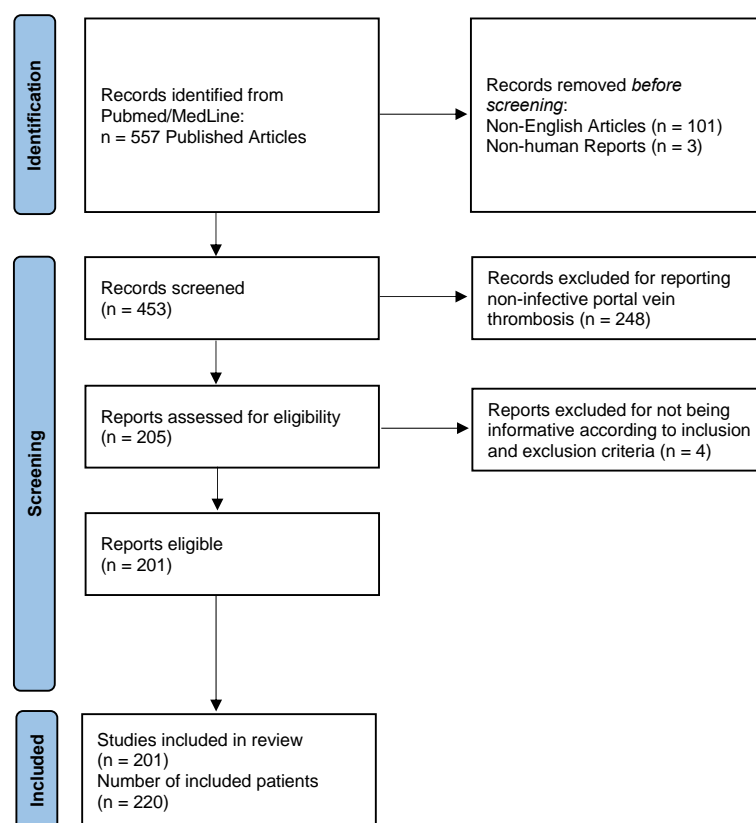 Identification
Records identified from
Pubmed/MedLine:
n = 557 Published Articles
Records removed before
screening:
Non-English Articles (n = 101)
Non-human Reports (n = 3)
Screening
Records screened
(n = 453)
Records excluded for reporting
non-infective portal vein
thrombosis (n = 248)
Reports assessed for eligibility
(n = 205)
Reports excluded for not being
informative according to inclusion
and exclusion criteria (n = 4)
Reports eligible
(n = 201)
Included
Studies included in review
(n = 201)
Number of included patients
(n = 220)